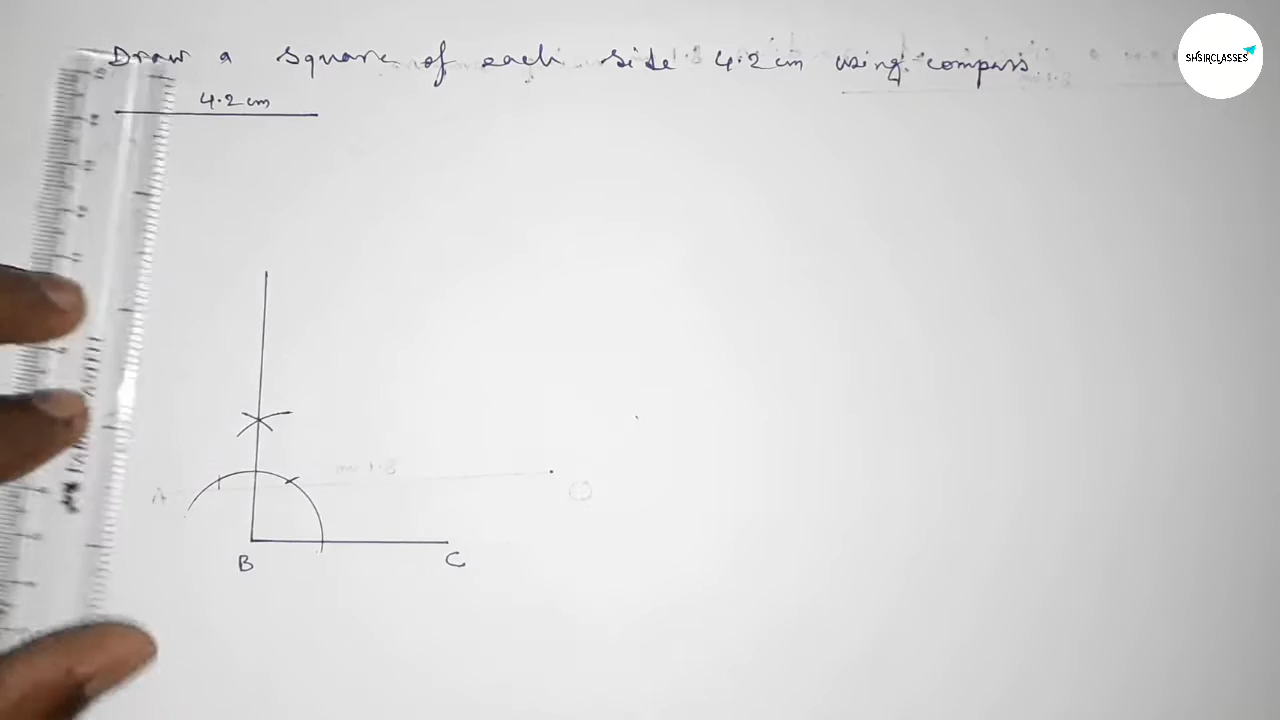 Draw a square of each side 4.2 cm using compass
SHSIRCLASSES
4.2 cm
A
B
C